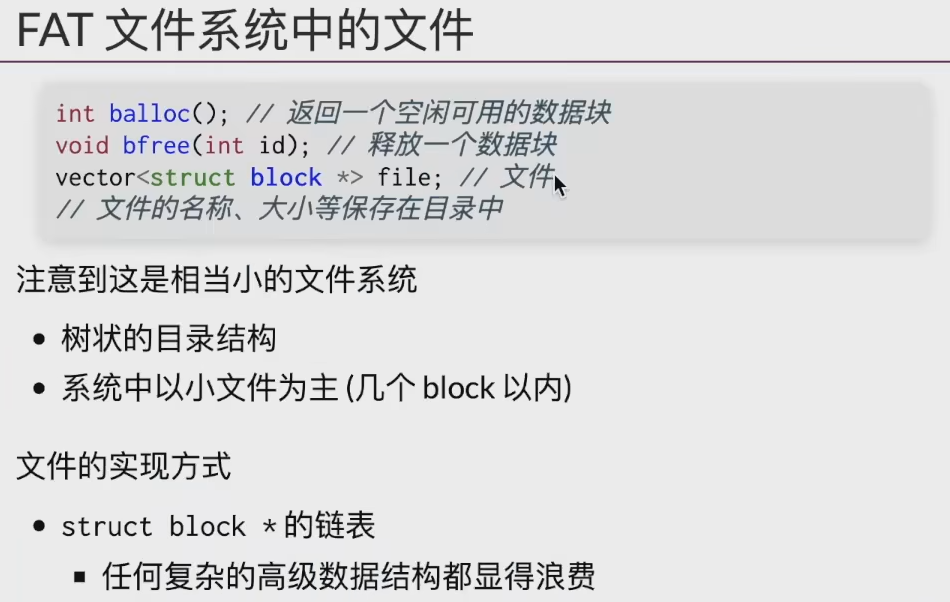 FAT 文件系统中的文件
int balloc(); // 返回一个空闲可用的数据块
void bfree(int id); // 释放一个数据块
vector<struct block *> file; // 文件
// 文件的名称、大小等保存在目录中
注意到这是相当小的文件系统
• 树状的目录结构
• 系统中以小文件为主 (几个 block 以内)
文件的实现方式
• struct block * 的链表
▪ 任何复杂的高级数据结构都显得浪费